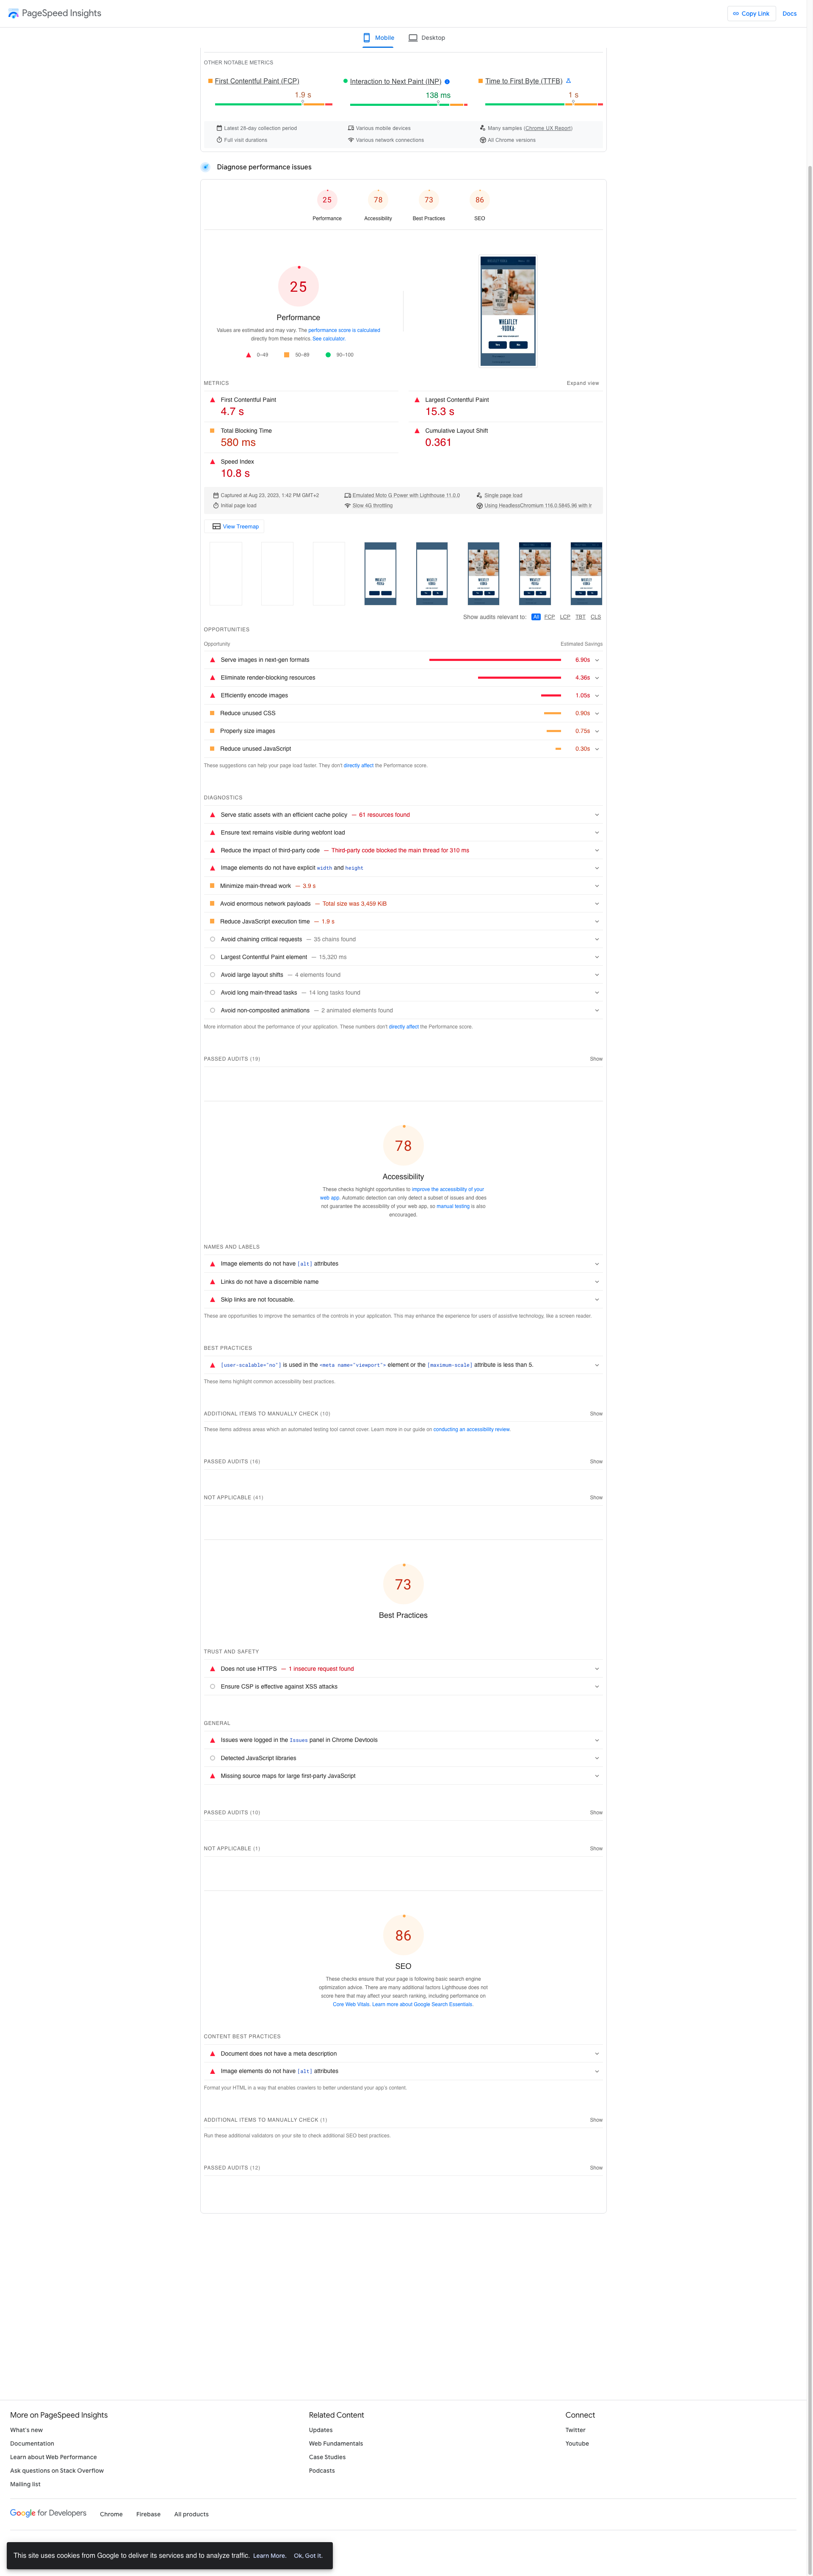 PageSpeed Insights
Copy Link
Docs
Mobile
Desktop
OTHER NOTABLE METRICS
First Contentful Paint (FCP)
Interaction to Next Paint (INP)
Time to First Byte (TTFB)
1.9 s
138 ms
1 s
Latest 28-day collection period
Various mobile devices
Many samples (Chrome UX Report)
Full visit durations
Various network connections
All Chrome versions
Diagnose performance issues
25
78
73
86
Performance
Accessibility
Best Practices
SEO
25
Performance
Values are estimated and may vary. The performance score is calculated
directly from these metrics. See calculator.
0–49
50–89
90–100
WHEATLEY
VODKA
Yes
No
METRICS
Expand view
First Contentful Paint
4.7 s
Largest Contentful Paint
15.3 s
Total Blocking Time
580 ms
Cumulative Layout Shift
0.361
Speed Index
10.8 s
Captured at Aug 23, 2023, 1:42 PM GMT+2
Emulated Moto G Power with Lighthouse 11.0.0
Single page load
Initial page load
Slow 4G throttling
Using HeadlessChromium 116.0.5845.96 with lr
View Treemap
Show audits relevant to:
All
FCP
LCP
TBT
CLS
OPPORTUNITIES
Opportunity
Estimated Savings
Serve images in next-gen formats
6.90s
Eliminate render-blocking resources
4.36s
Efficiently encode images
1.05s
Reduce unused CSS
0.90s
Properly size images
0.75s
Reduce unused JavaScript
0.30s
These suggestions can help your page load faster. They don't directly affect the Performance score.
DIAGNOSTICS
Serve static assets with an efficient cache policy — 61 resources found
Ensure text remains visible during webfont load
Reduce the impact of third-party code — Third-party code blocked the main thread for 310 ms
Image elements do not have explicit width and height
Minimize main-thread work — 3.9 s
Avoid enormous network payloads — Total size was 3,459 KiB
Reduce JavaScript execution time — 1.9 s
Avoid chaining critical requests — 35 chains found
Largest Contentful Paint element — 15,320 ms
Avoid large layout shifts — 4 elements found
Avoid long main-thread tasks — 14 long tasks found
Avoid non-composited animations — 2 animated elements found
More information about the performance of your application. These numbers don't directly affect the Performance score.
PASSED AUDITS (19)
Show
78
Accessibility
These checks highlight opportunities to improve the accessibility of your
web app. Automatic detection can only detect a subset of issues and does
not guarantee the accessibility of your web app, so manual testing is also
encouraged.
NAMES AND LABELS
Image elements do not have [alt] attributes
Links do not have a discernible name
Skip links are not focusable.
These are opportunities to improve the semantics of the controls in your application. This may enhance the experience for users of assistive technology, like a screen reader.
BEST PRACTICES
[user-scalable="no"] is used in the <meta name="viewport"> element or the [maximum-scale] attribute is less than 5.
These items highlight common accessibility best practices.
ADDITIONAL ITEMS TO MANUALLY CHECK (10)
Show
These items address areas which an automated testing tool cannot cover. Learn more in our guide on conducting an accessibility review.
PASSED AUDITS (16)
Show
NOT APPLICABLE (41)
Show
73
Best Practices
TRUST AND SAFETY
Does not use HTTPS — 1 insecure request found
Ensure CSP is effective against XSS attacks
GENERAL
Issues were logged in the Issues panel in Chrome Devtools
Detected JavaScript libraries
Missing source maps for large first-party JavaScript
PASSED AUDITS (10)
Show
NOT APPLICABLE (1)
Show
86
SEO
These checks ensure that your page is following basic search engine
optimization advice. There are many additional factors Lighthouse does not
score here that may affect your search ranking, including performance on
Core Web Vitals. Learn more about Google Search Essentials.
CONTENT BEST PRACTICES
Document does not have a meta description
Image elements do not have [alt] attributes
Format your HTML in a way that enables crawlers to better understand your app's content.
ADDITIONAL ITEMS TO MANUALLY CHECK (1)
Show
Run these additional validators on your site to check additional SEO best practices.
PASSED AUDITS (12)
Show
More on PageSpeed Insights
What's new
Documentation
Learn about Web Performance
Ask questions on Stack Overflow
Mailing list
Related Content
Updates
Web Fundamentals
Case Studies
Podcasts
Connect
Twitter
Youtube
Google for Developers
Chrome
Firebase
All products
This site uses cookies from Google to deliver its services and to analyze traffic.
Learn More.
Ok, Got it.